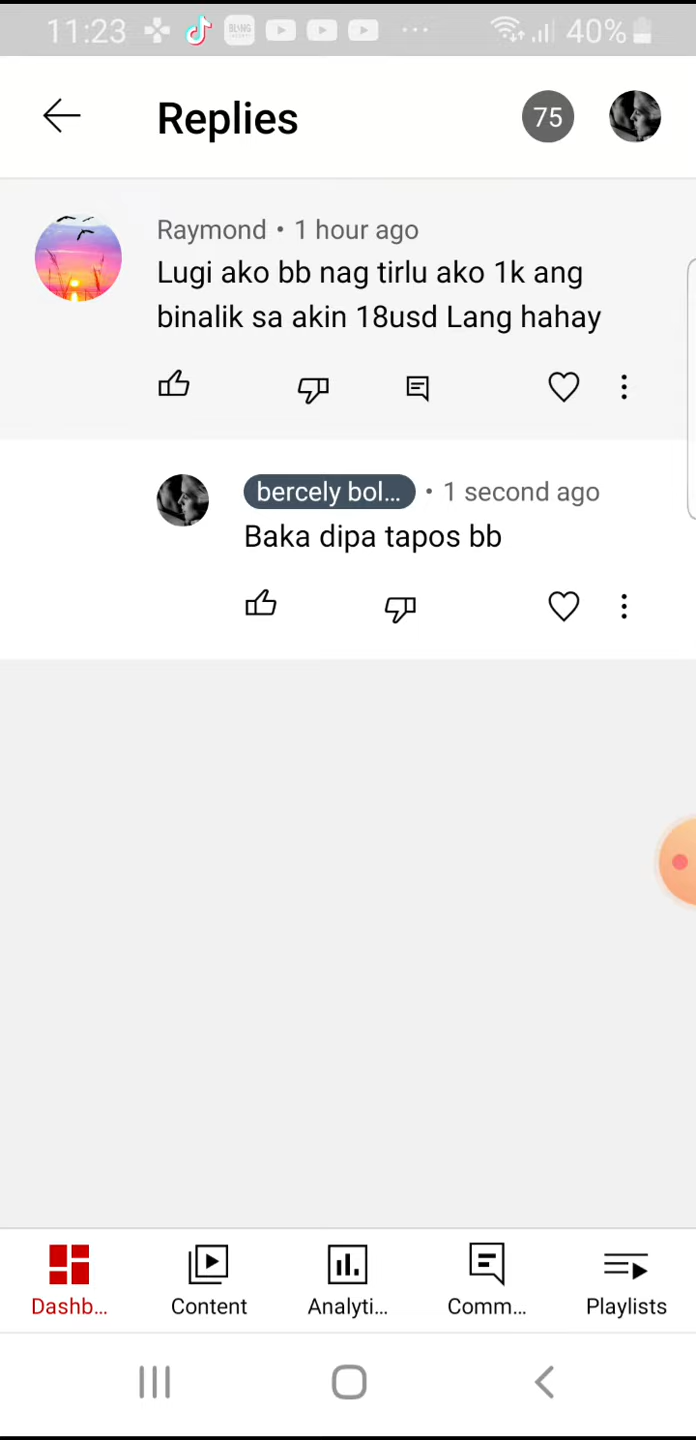 11:23
BLING
40%
Replies
75
Raymond • 1 hour ago
Lugi ako bb nag tirlu ako 1k ang
binalik sa akin 18usd Lang hahay
bercely bol... • 1 second ago
Baka dipa tapos bb
Dashb...
Content
Analyti...
Comm...
Playlists